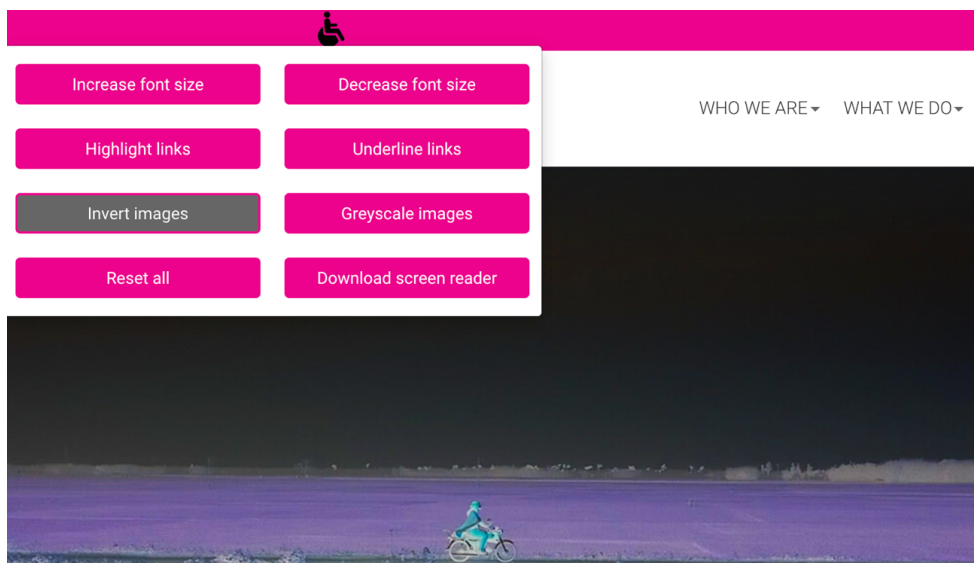 Increase font size
Decrease font size
WHO WE ARE
WHAT WE DO
Highlight links
Underline links
Invert images
Greyscale images
Reset all
Download screen reader